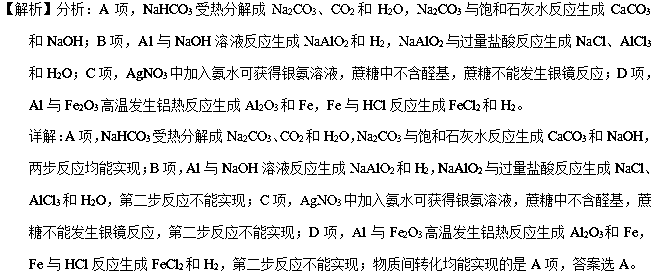 【解析】分析：A 项，NaHCO₃受热分解成 Na₂CO₃、CO₂和 H₂O，Na₂CO₃与饱和石灰水反应生成 CaCO₃
和 NaOH；B 项，Al 与 NaOH 溶液反应生成 NaAlO₂和 H₂，NaAlO₂与过量盐酸反应生成 NaCl、AlCl₃
和 H₂O；C 项，AgNO₃中加入氨水可获得银氨溶液，蔗糖中不含醛基，蔗糖不能发生银镜反应；D 项，
Al 与 Fe₂O₃高温发生铝热反应生成 Al₂O₃和 Fe，Fe 与 HCl 反应生成 FeCl₂和 H₂。
详解：A 项，NaHCO₃受热分解成 Na₂CO₃、CO₂和 H₂O，Na₂CO₃与饱和石灰水反应生成 CaCO₃和 NaOH，
两步反应均能实现；B 项，Al 与 NaOH 溶液反应生成 NaAlO₂和 H₂，NaAlO₂与过量盐酸反应生成 NaCl、
AlCl₃和 H₂O，第二步反应不能实现；C 项，AgNO₃中加入氨水可获得银氨溶液，蔗糖中不含醛基，蔗
糖不能发生银镜反应，第二步反应不能实现；D 项，Al 与 Fe₂O₃高温发生铝热反应生成 Al₂O₃和 Fe，
Fe 与 HCl 反应生成 FeCl₂和 H₂，第二步反应不能实现；物质间转化均能实现的是 A 项，答案选 A。